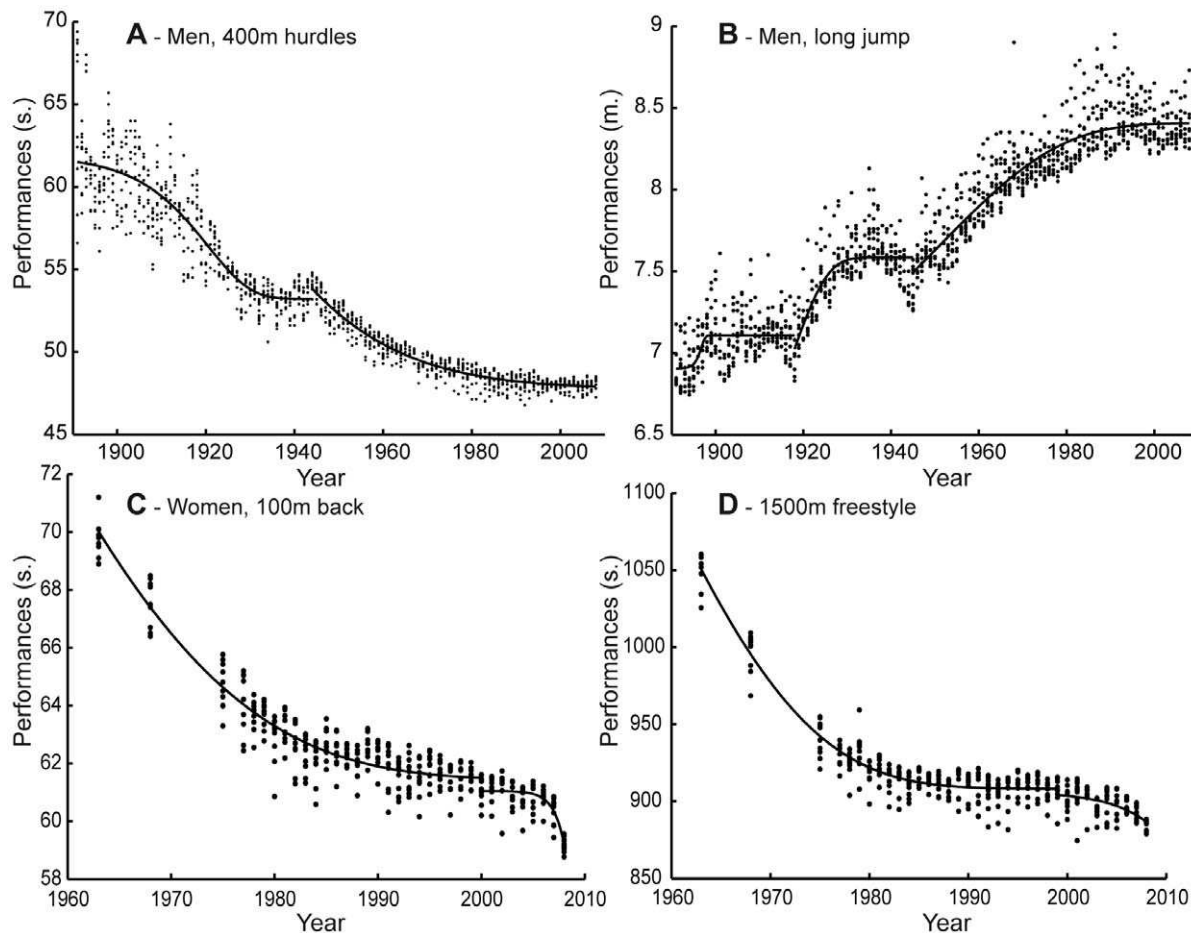 A - Men, 400m hurdles
Performances (s.)
70
65
60
55
50
45
1900 1920 1940 1960 1980 2000
Year
B - Men, long jump
Performances (m.)
9
8.5
8
7.5
7
6.5
1900 1920 1940 1960 1980 2000
Year
C - Women, 100m back
Performances (s.)
72
70
68
66
64
62
60
58
1960 1970 1980 1990 2000 2010
Year
D - 1500m freestyle
Performances (s.)
1100
1050
1000
950
900
850
1960 1970 1980 1990 2000 2010
Year